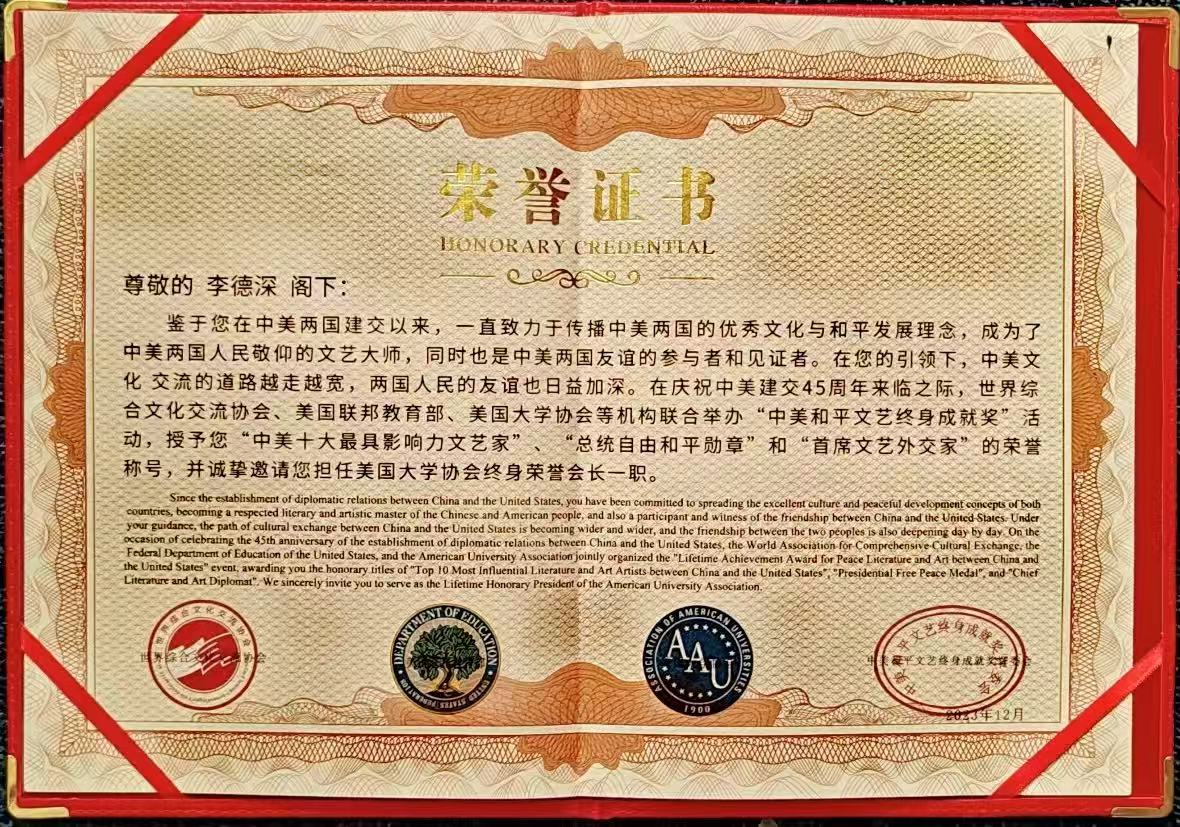 荣誉证书
HONORARY CREDENTIAL
尊敬的 李德深 阁下：
鉴于您在中美两国建交以来，一直致力于传播中美两国的优秀文化与和平发展理念，成为了
中美两国人民敬仰的文艺大师，同时也是中美两国友谊的参与者和见证者。在您的引领下，中美文
化 交流的道路越走越宽，两国人民的友谊也日益加深。在庆祝中美建交45周年来临之际，世界综
合文化交流协会、美国联邦教育部、美国大学协会等机构联合举办“中美和平文艺终身成就奖”活
动，授予您“中美十大最具影响力文艺家”、“总统自由和平勋章”和“首席文艺外交家”的荣誉
称号，并诚挚邀请您担任美国大学协会终身荣誉会长一职。
Since the establishment of diplomatic relations between China and the United States, you have been committed to spreading the excellent culture and peaceful development concepts of both
countries, becoming a respected literary and artistic master of the Chinese and American people, and also a participant and witness of the friendship between China and the United States. Under
your guidance, the path of cultural exchange between China and the United States is becoming wider and wider, and the friendship between the two peoples is also deepening day by day. On the
occasion of celebrating the 45th anniversary of the establishment of diplomatic relations between China and the United States, the World Association for Comprehensive Cultural Exchange, the
Federal Department of Education of the United States, and the American University Association jointly organized the "Lifetime Achievement Award for Peace Literature and Art between China and
the United States" event, awarding you the honorary titles of "Top 10 Most Influential Literature and Art Artists between China and the United States", "Presidential Free Peace Medal", and "Chief
Literature and Art Diplomat". We sincerely invite you to serve as the Lifetime Honorary President of the American University Association.
世界综合文化交流协会
DEPARTMENT OF EDUCATION
UNITED STATES FEDERATION
ASSOCIATION OF AMERICAN UNIVERSITIES
AAU
1900
中美和平文艺终身成就奖
2023年12月